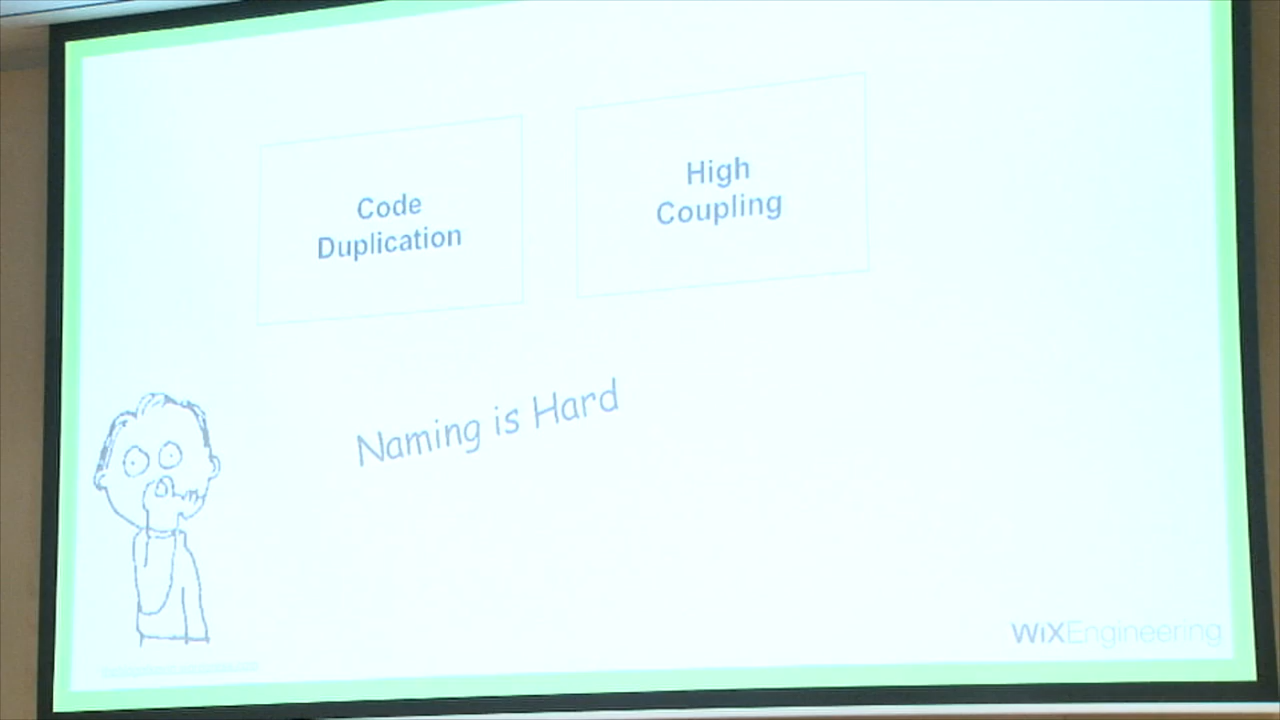 Code
Duplication
High
Coupling
Naming is Hard
WiXEngineering